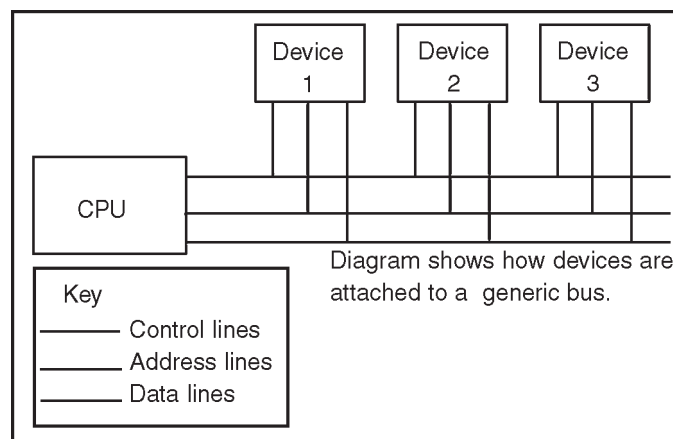 Device
1
Device
2
Device
3
CPU
Diagram shows how devices are
attached to a generic bus.
Key
Control lines
Address lines
Data lines